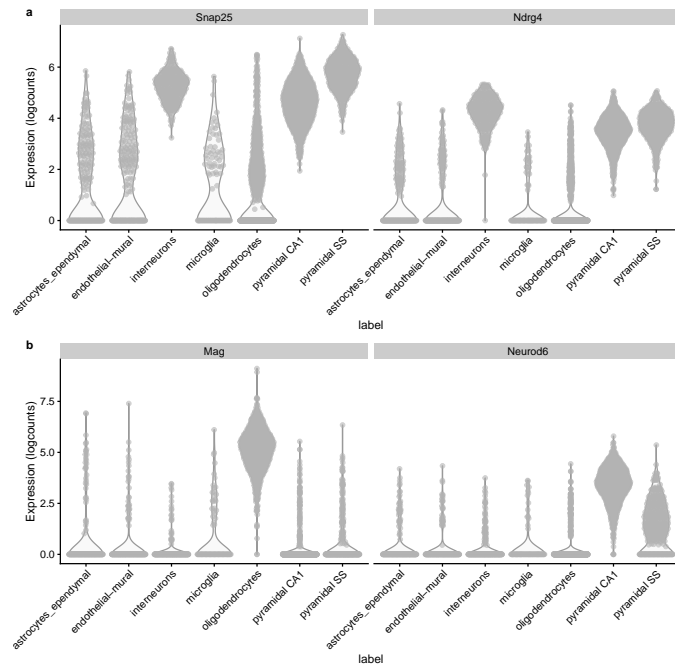 a
Snap25 Ndrg4
Expression (logcounts)
6
4
2
0
astrocytes_ependymal endothelial−mural interneurons microglia oligodendrocytes pyramidal CA1 pyramidal SS astrocytes_ependymal endothelial−mural interneurons microglia oligodendrocytes pyramidal CA1 pyramidal SS
label
b
Mag Neurod6
Expression (logcounts)
7.5
5.0
2.5
0.0
astrocytes_ependymal endothelial−mural interneurons microglia oligodendrocytes pyramidal CA1 pyramidal SS astrocytes_ependymal endothelial−mural interneurons microglia oligodendrocytes pyramidal CA1 pyramidal SS
label